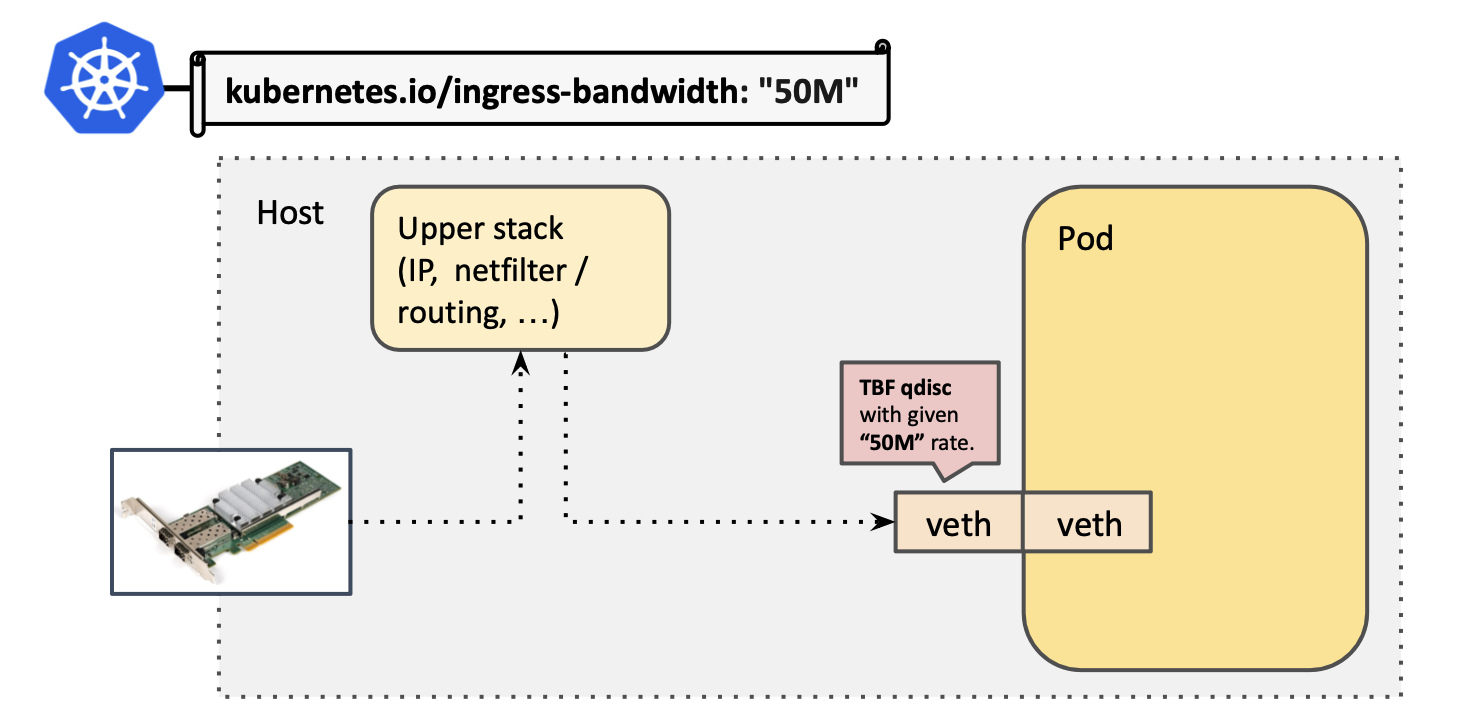 kubernetes.io/ingress-bandwidth: "50M"
Host
Upper stack
(IP, netfilter /
routing, ...)
Pod
TBF qdisc
with given
“50M” rate.
veth
veth